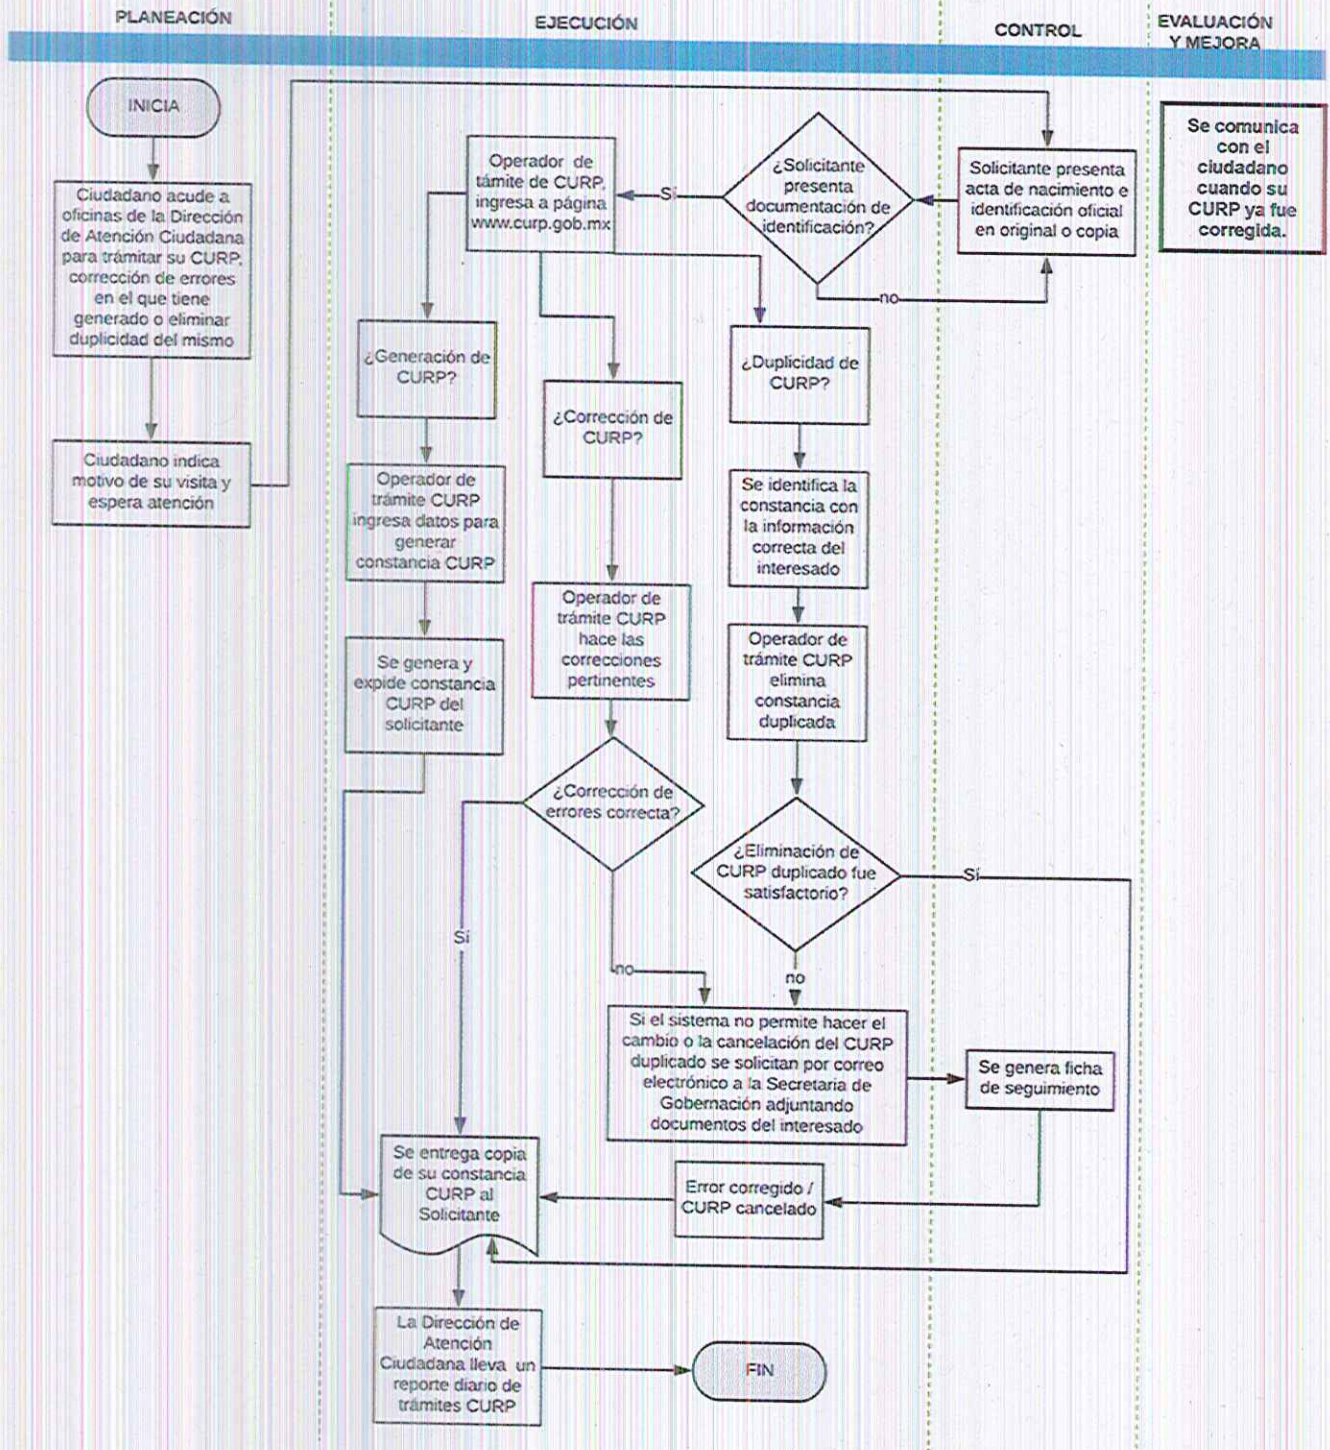 PLANEACIÓN
EJECUCIÓN
CONTROL
EVALUACIÓN
Y MEJORA
INICIA
Ciudadano acude a
oficinas de la Dirección
de Atención Ciudadana
para trámitar su CURP,
corrección de errores
en el que tiene
generado o eliminar
duplicidad del mismo
Ciudadano indica
motivo de su visita y
espera atención
Operador de
támite de CURP,
ingresa a página
www.curp.gob.mx
Sí
¿Solicitante
presenta
documentación de
identificación?
no
Solicitante presenta
acta de nacimiento e
identificación oficial
en original o copia
Se comunica
con el
ciudadano
cuando su
CURP ya fue
corregida.
¿Generación de
CURP?
Operador de
trámite CURP
ingresa datos para
generar
constancia CURP
Se genera y
expide constancia
CURP del
solicitante
¿Corrección de
CURP?
Operador de
trámite CURP
hace las
correcciones
pertinentes
¿Corrección de
errores correcta?
Sí
no
¿Duplicidad de
CURP?
Se identifica la
constancia con
la información
correcta del
interesado
Operador de
trámite CURP
elimina
constancia
duplicada
¿Eliminación de
CURP duplicado fue
satisfactorio?
Sí
no
Si el sistema no permite hacer el
cambio o la cancelación del CURP
duplicado se solicitan por correo
electrónico a la Secretaria de
Gobernación adjuntando
documentos del interesado
Se genera ficha
de seguimiento
Error corregido /
CURP cancelado
Se entrega copia
de su constancia
CURP al
Solicitante
La Dirección de
Atención
Ciudadana lleva un
reporte diario de
trámites CURP
FIN